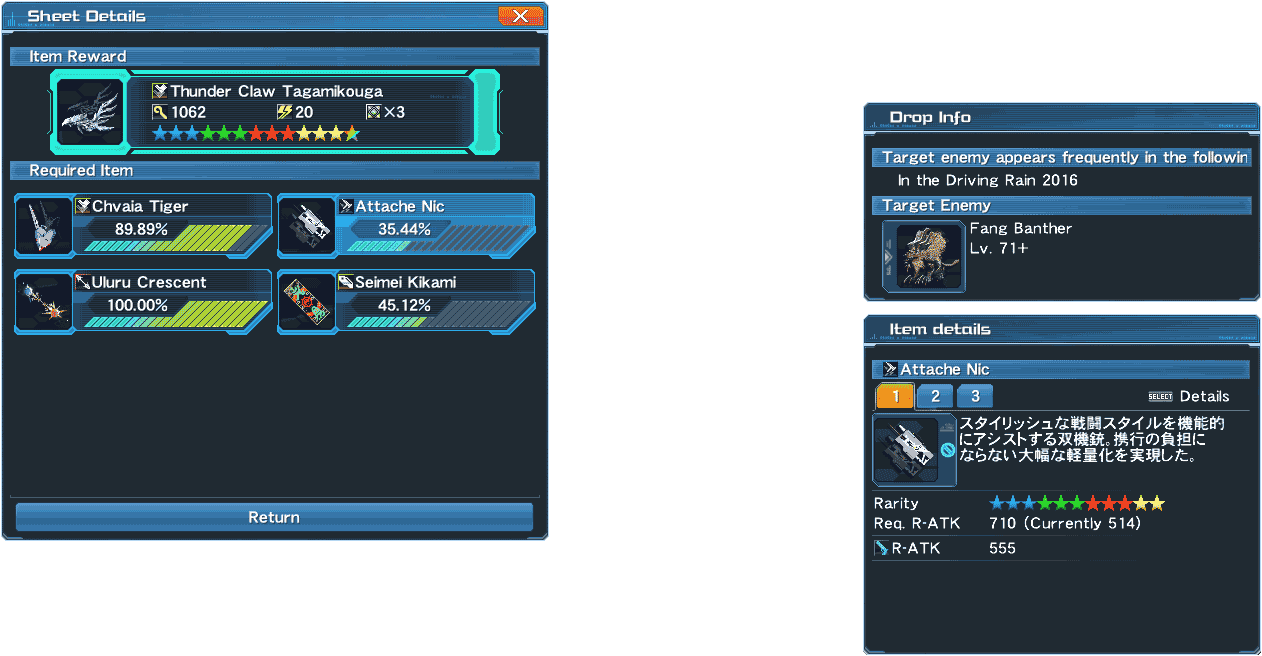 Sheet Details
Item Reward
Thunder Claw Tagamikouga
1062 20 ×3
Required Item
Chvaia Tiger
89.89%
Attache Nic
35.44%
Uluru Crescent
100.00%
Seimei Kikami
45.12%
Return
Drop Info
Target enemy appears frequently in the followin
In the Driving Rain 2016
Target Enemy
Fang Banther
Lv. 71+
Item details
Attache Nic
1 2 3 SELECT Details
スタイリッシュな戦闘スタイルを機能的
にアシストする双機銃。携行の負担に
ならない大幅な軽量化を実現した。
Rarity
Req. R-ATK 710 (Currently 514)
R-ATK 555